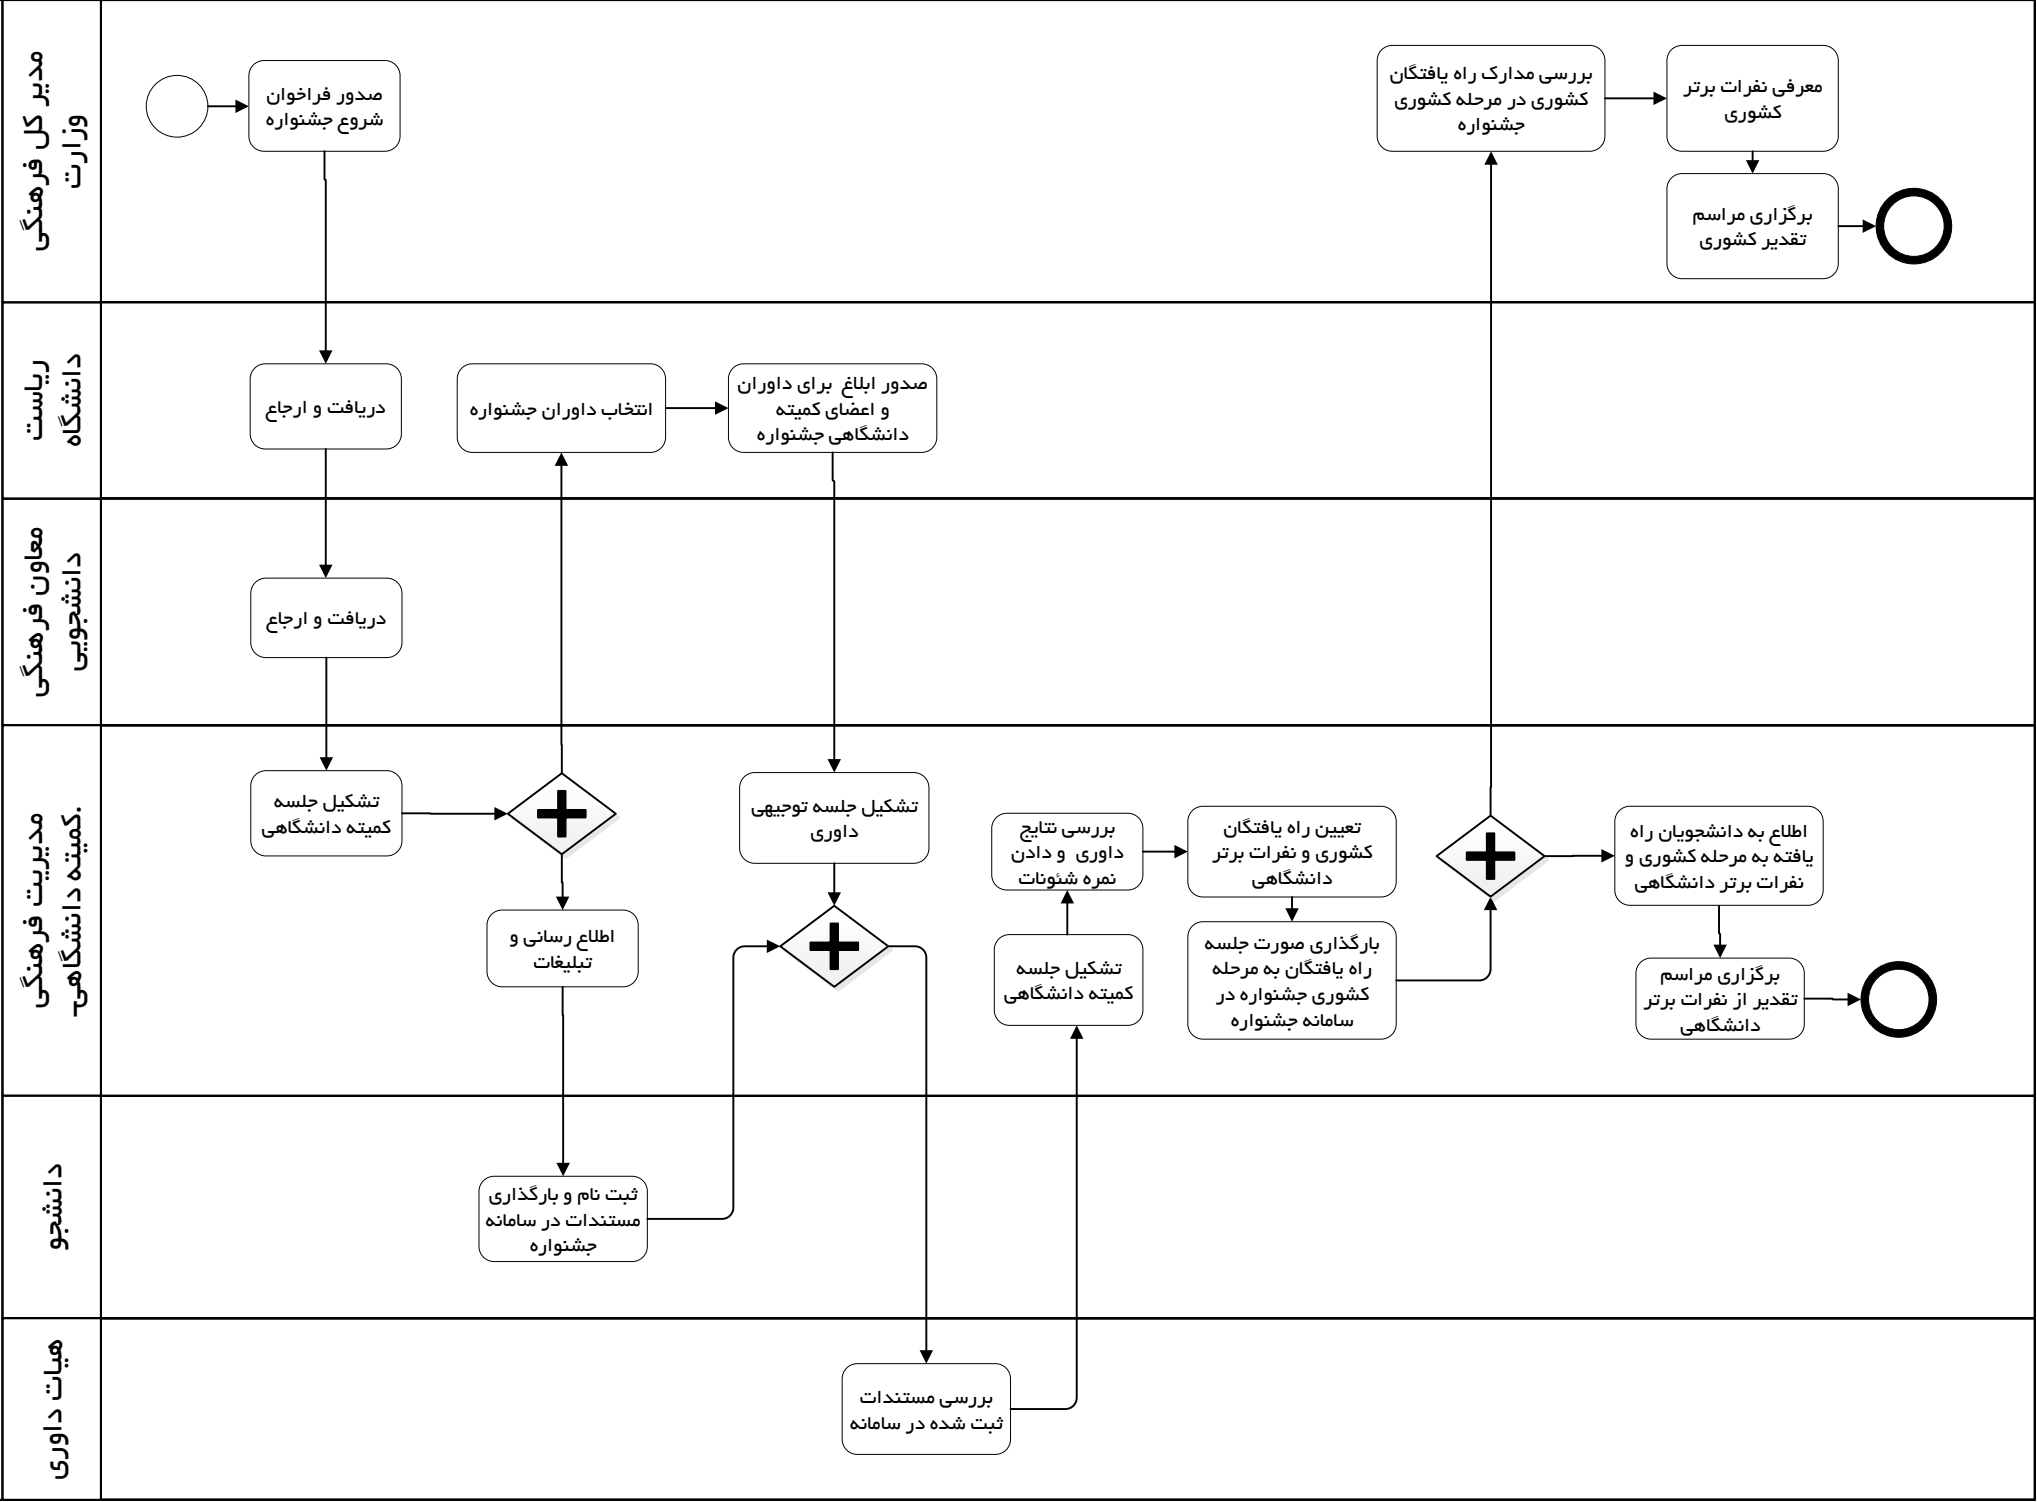 مدیر کل فرهنگی
وزارت
صدور فراخوان
شروع جشنواره
بررسی مدارک راه یافتگان
کشوری در مرحله کشوری
جشنواره
معرفی نفرات برتر
کشوری
برگزاری مراسم
تقدیر کشوری
ریاست
دانشگاه
دریافت و ارجاع
انتخاب داوران جشنواره
صدور ابلاغ برای داوران
و اعضای کمیته
دانشگاهی جشنواره
معاون فرهنگی
دانشجویی
دریافت و ارجاع
مدیریت فرهنگی
کمیته دانشگاهی.
تشکیل جلسه
کمیته دانشگاهی
اطلاع رسانی و
تبلیغات
تشکیل جلسه توجیهی
داوری
بررسی نتایج
داوری و دادن
نمره شئونات
تشکیل جلسه
کمیته دانشگاهی
تعیین راه یافتگان
کشوری و نفرات برتر
دانشگاهی
بارگذاری صورت جلسه
راه یافتگان به مرحله
کشوری جشنواره در
سامانه جشنواره
اطلاع به دانشجویان راه
یافته به مرحله کشوری و
نفرات برتر دانشگاهی
برگزاری مراسم
تقدیر از نفرات برتر
دانشگاهی
دانشجو
ثبت نام و بارگذاری
مستندات در سامانه
جشنواره
هیات داوری
بررسی مستندات
ثبت شده در سامانه